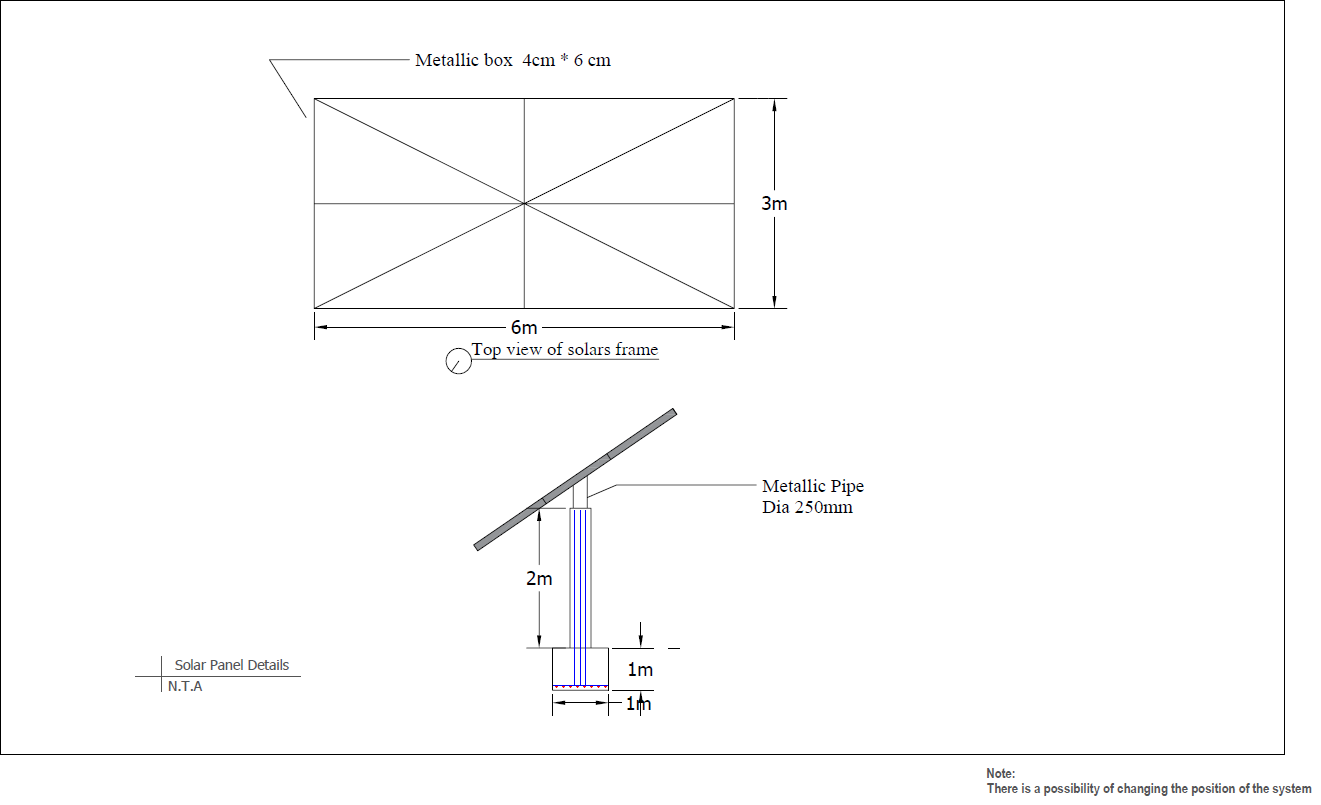 Metallic box 4cm * 6 cm
3m
6m
Top view of solars frame
Metallic Pipe
Dia 250mm
2m
1m
1m
Solar Panel Details
N.T.A
Note:
There is a possibility of changing the position of the system